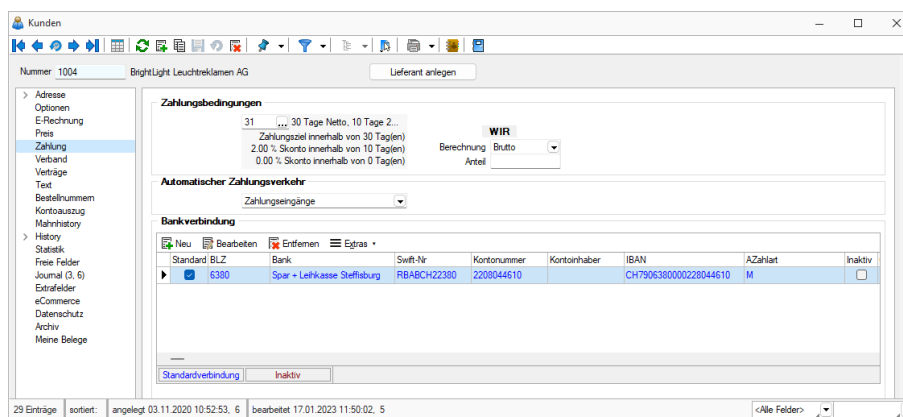 Kunden
Nummer 1004 BrightLight Leuchtreklamen AG Lieferant anlegen
Adresse
Optionen
E-Rechnung
Preis
Zahlung
Verband
Verträge
Text
Bestellnummern
Kontoauszug
Mahnhistory
History
Statistik
Freie Felder
Journal (3, 6)
Extrafelder
eCommerce
Datenschutz
Archiv
Meine Belege
Zahlungsbedingungen
31 ... 30 Tage Netto, 10 Tage 2...
Zahlungsziel innerhalb von 30 Tag(en)
2.00 % Skonto innerhalb von 10 Tag(en)
0.00 % Skonto innerhalb von 0 Tag(en)
WIR
Berechnung Brutto
Anteil
Automatischer Zahlungsverkehr
Zahlungseingänge
Bankverbindung
Neu Bearbeiten Entfernen Extras
Standard BLZ Bank Swift-Nr Kontonummer Kontoinhaber IBAN AZahlart Inaktiv
6380 Spar + Leihkasse Steffisburg RBABCH22380 2208044610 CH7906380000228044610 M
Standardverbindung Inaktiv
29 Einträge sortiert: angelegt 03.11.2020 10:52:53, 6 bearbeitet 17.01.2023 11:50:02, 5 <Alle Felder>